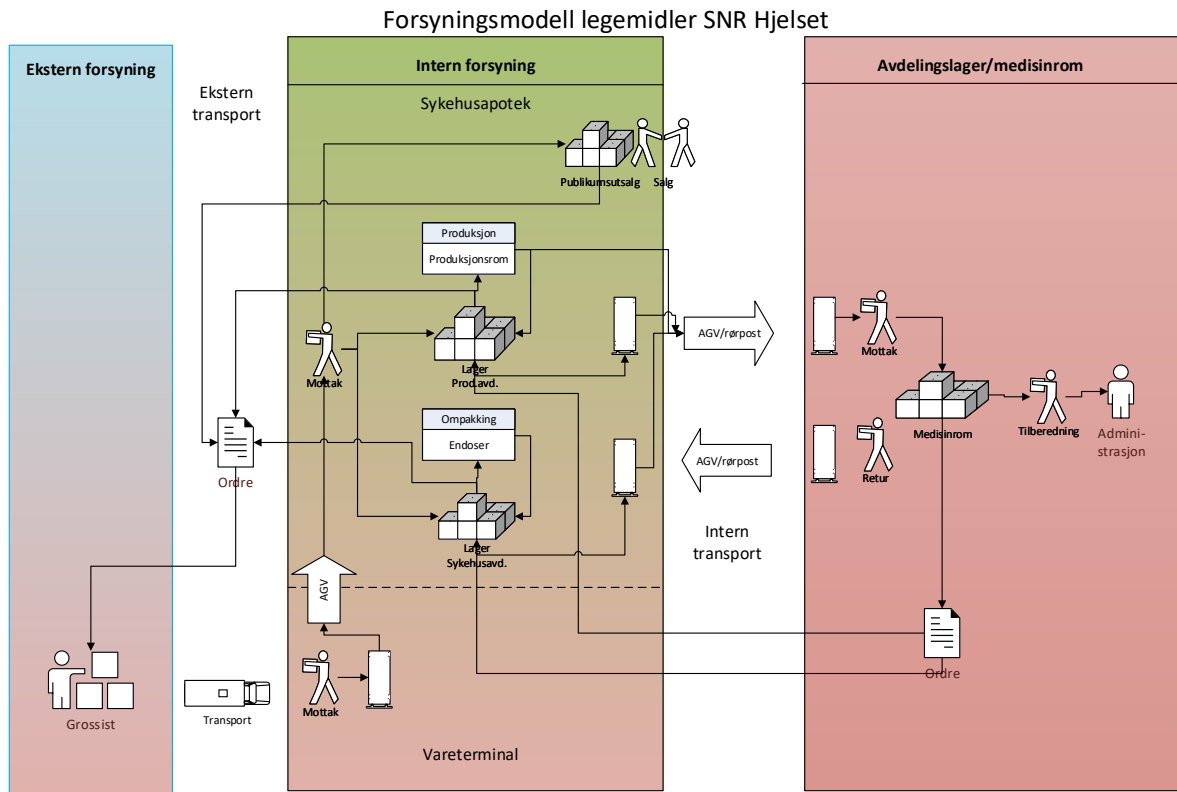 Forsyningsmodell legemidler SNR Hjelset
Ekstern forsyning
Intern forsyning
Avdelingslager/medisinrom
Ekstern
transport
Sykehusapotek
Publikumsutsalg
Salg
Produksjon
Produksjonsrom
Mottak
Lager
Prod.avd.
AGV/rørpost
Mottak
Ompakking
Endoser
Medisinrom
Tilberedning
Admini-
strasjon
AGV/rørpost
Retur
Ordre
Lager
Sykehusavd.
Intern
transport
AGV
Ordre
Mottak
Grossist
Transport
Vareterminal